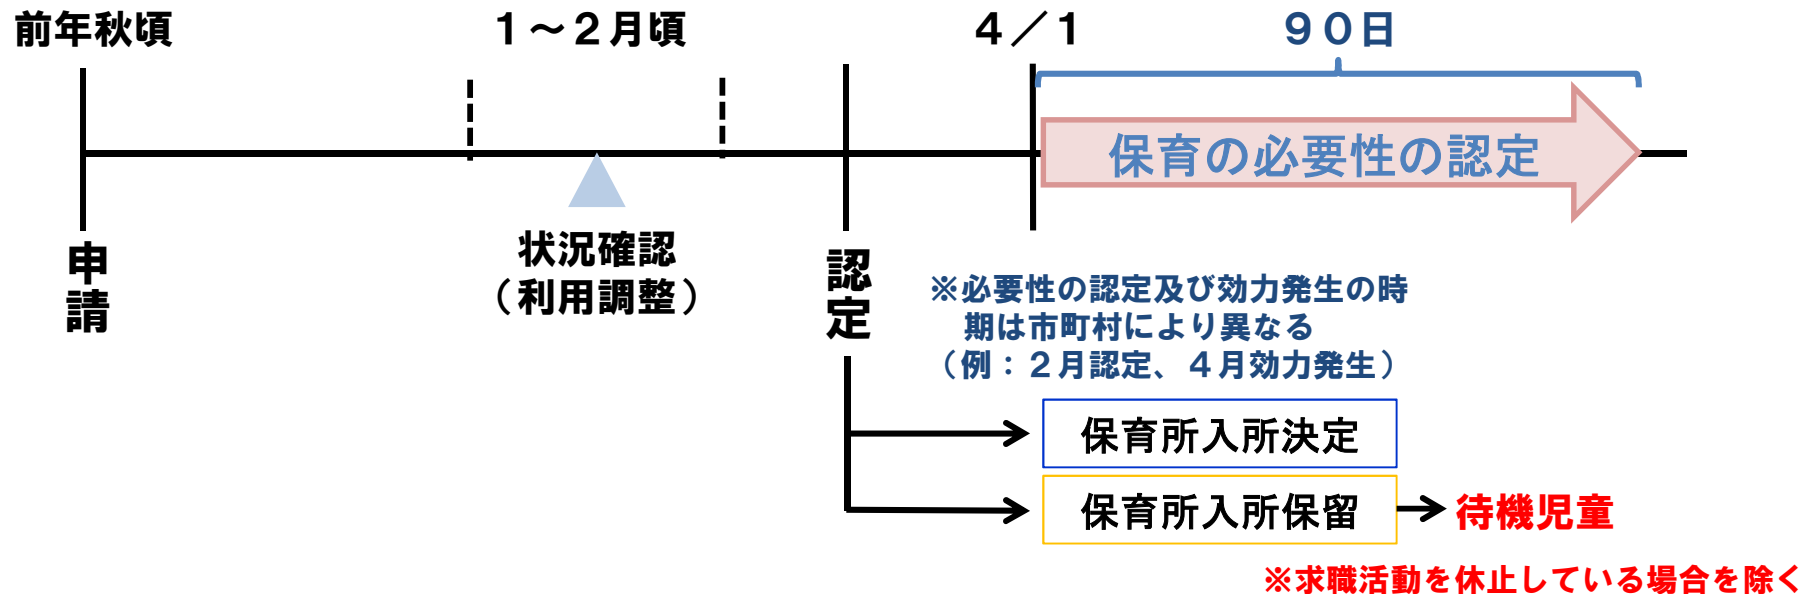 前年秋頃
１～２月頃
４／１
９０日
保育の必要性の認定
申請
状況確認
（利用調整）
認定
※必要性の認定及び効力発生の時
期は市町村により異なる
（例：２月認定、４月効力発生）
保育所入所決定
保育所入所保留
待機児童
※求職活動を休止している場合を除く